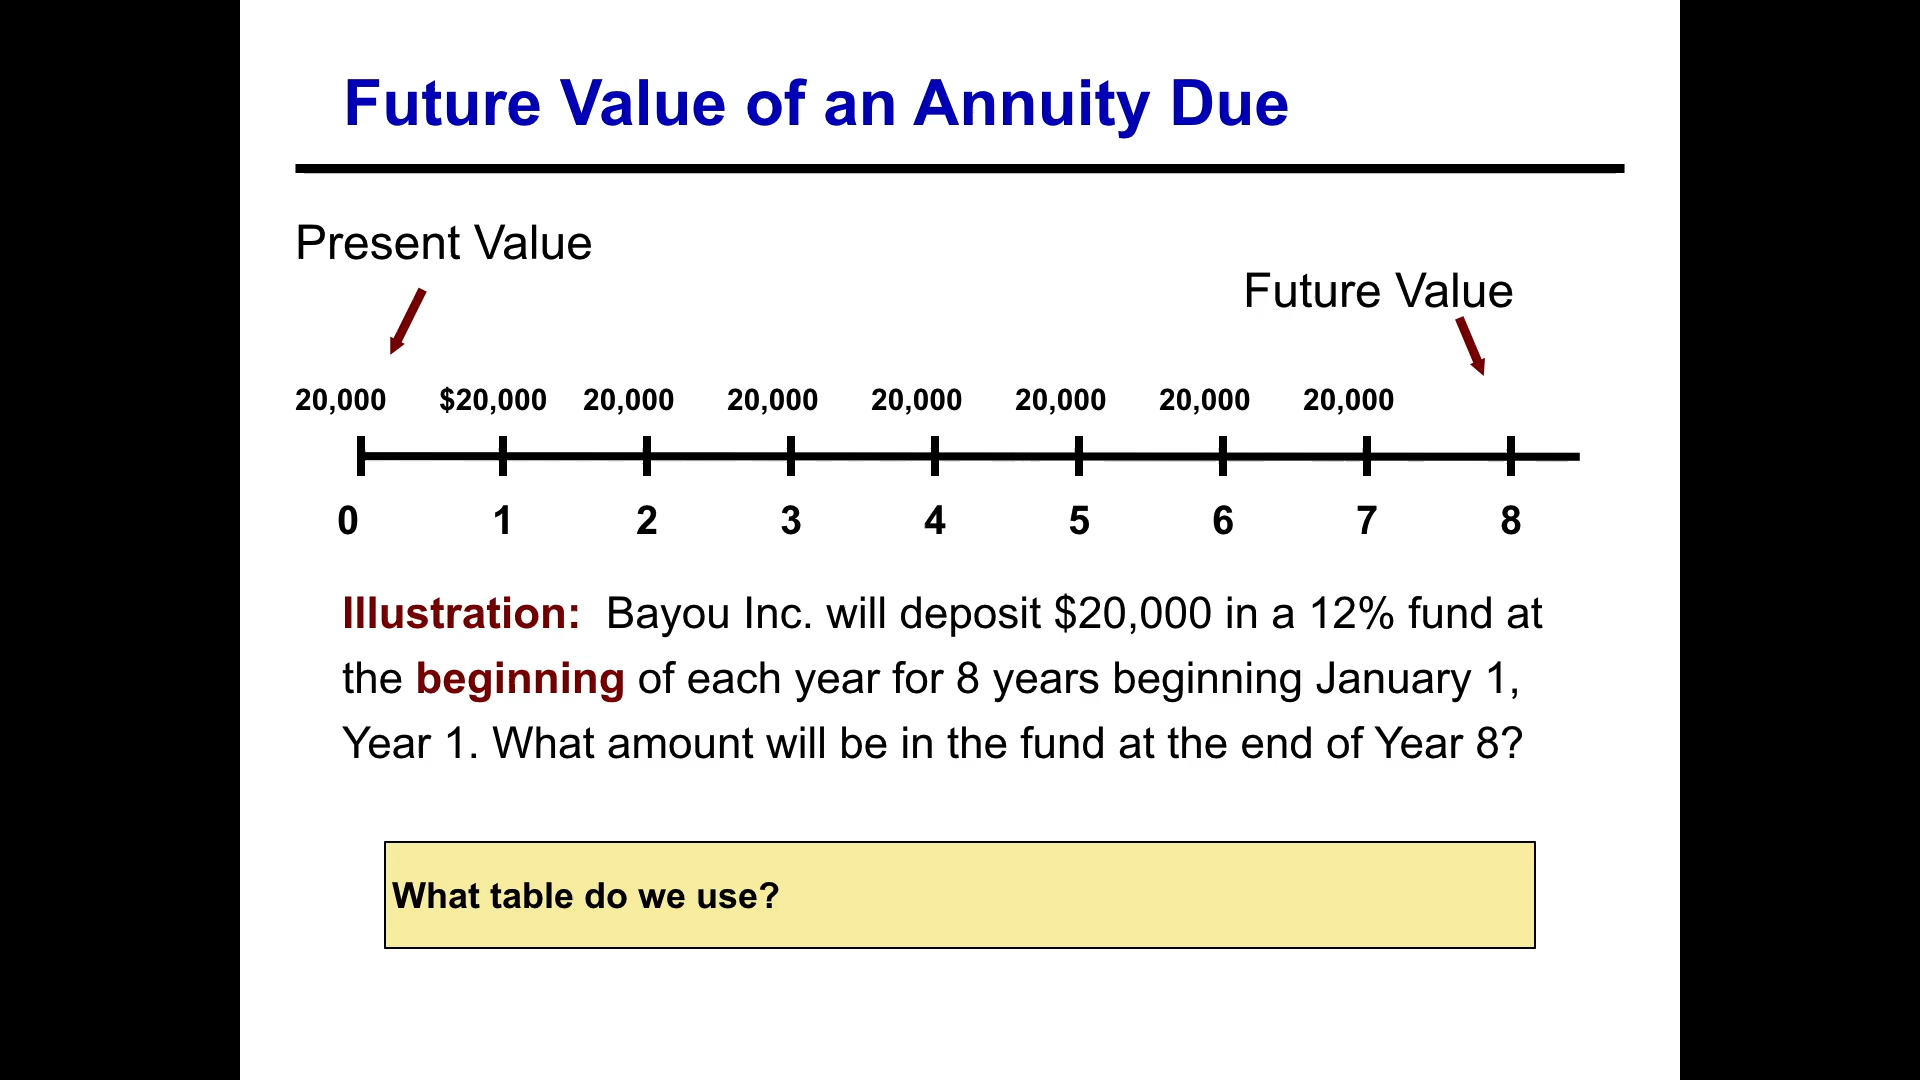 Future Value of an Annuity Due
Present Value
Future Value
20,000 $20,000 20,000 20,000 20,000 20,000 20,000 20,000
0 1 2 3 4 5 6 7 8
Illustration: Bayou Inc. will deposit $20,000 in a 12% fund at
the beginning of each year for 8 years beginning January 1,
Year 1. What amount will be in the fund at the end of Year 8?
What table do we use?